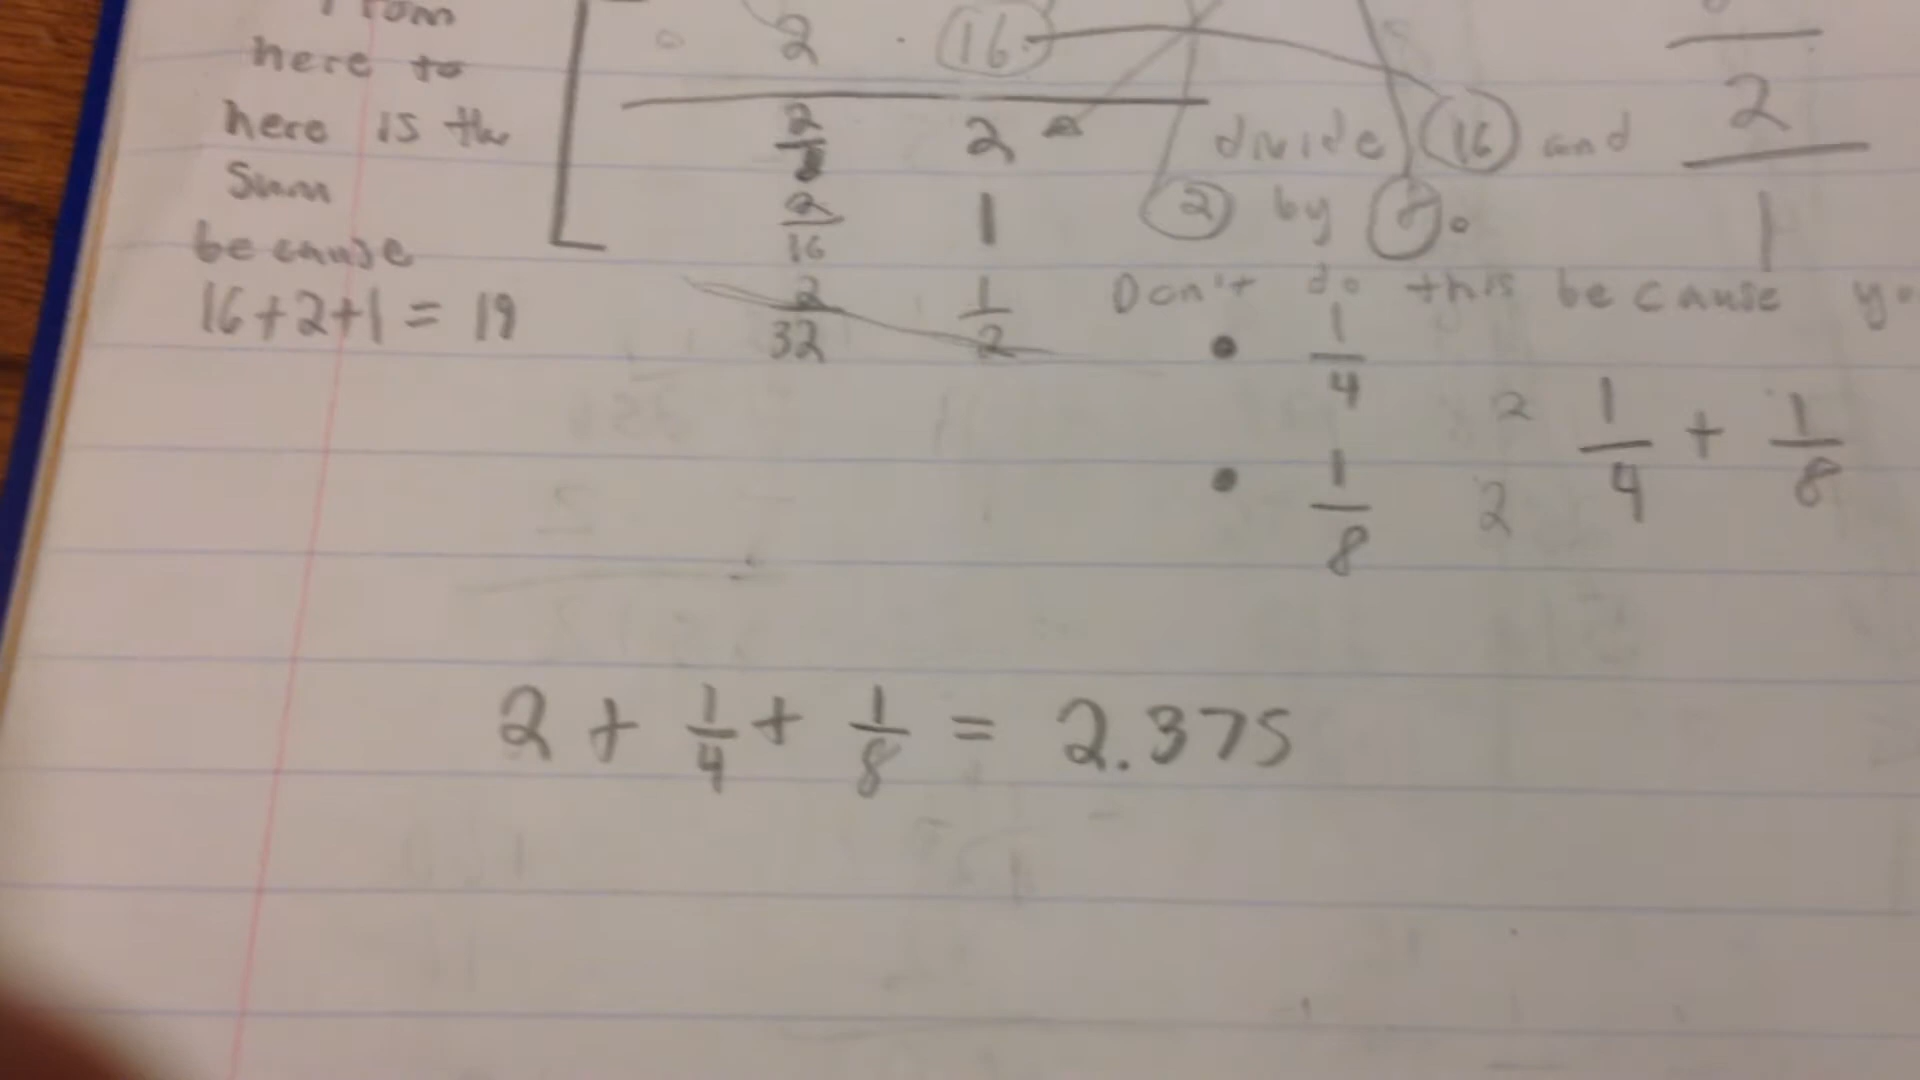 From
here to
here is the
Sum
because
16+2+1 = 19
2 · 16
2 2
2/16 1
2/32 1/2
divide 16 and
2 by 8.
2
1
Don't do this because
• 1/4
• 1/8
2 1/4 + 1/8
2
2 + 1/4 + 1/8 = 2.375